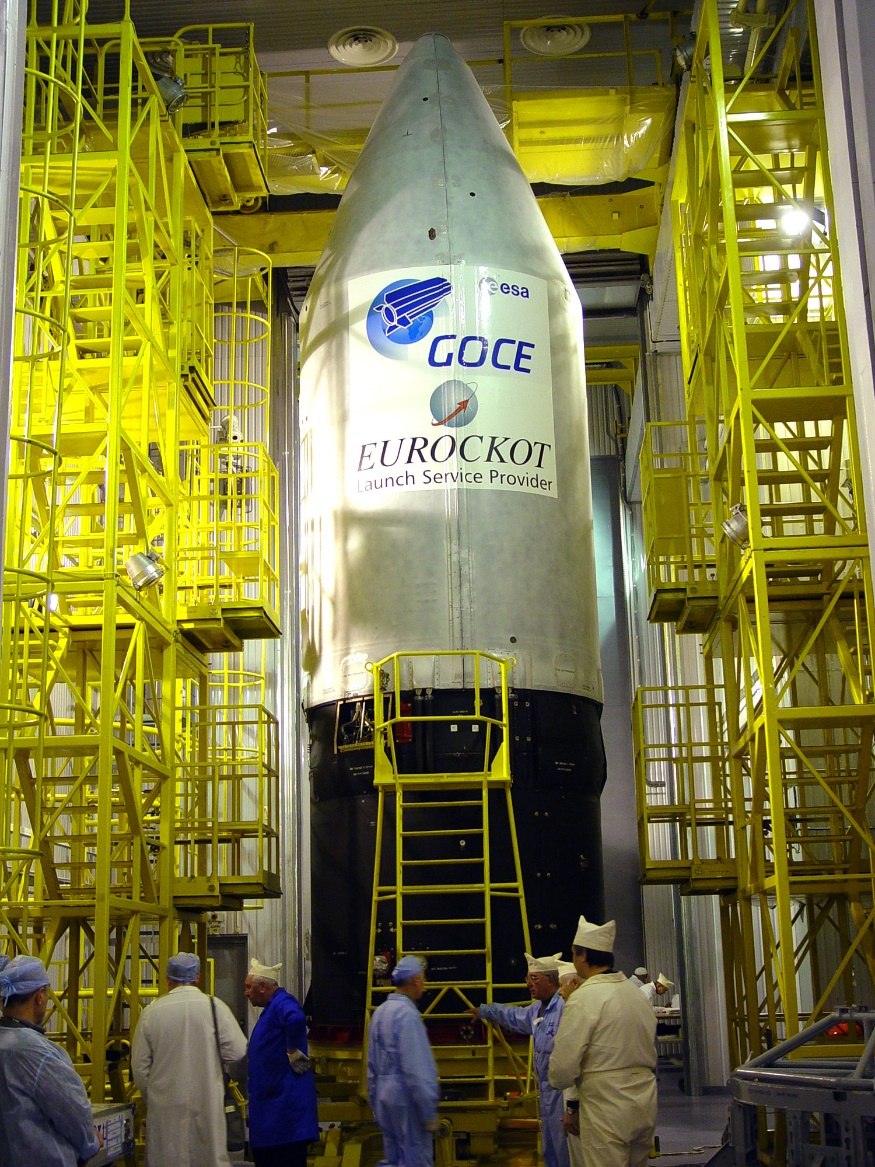 esa
GOCE
EUROCKOT
Launch Service Provider